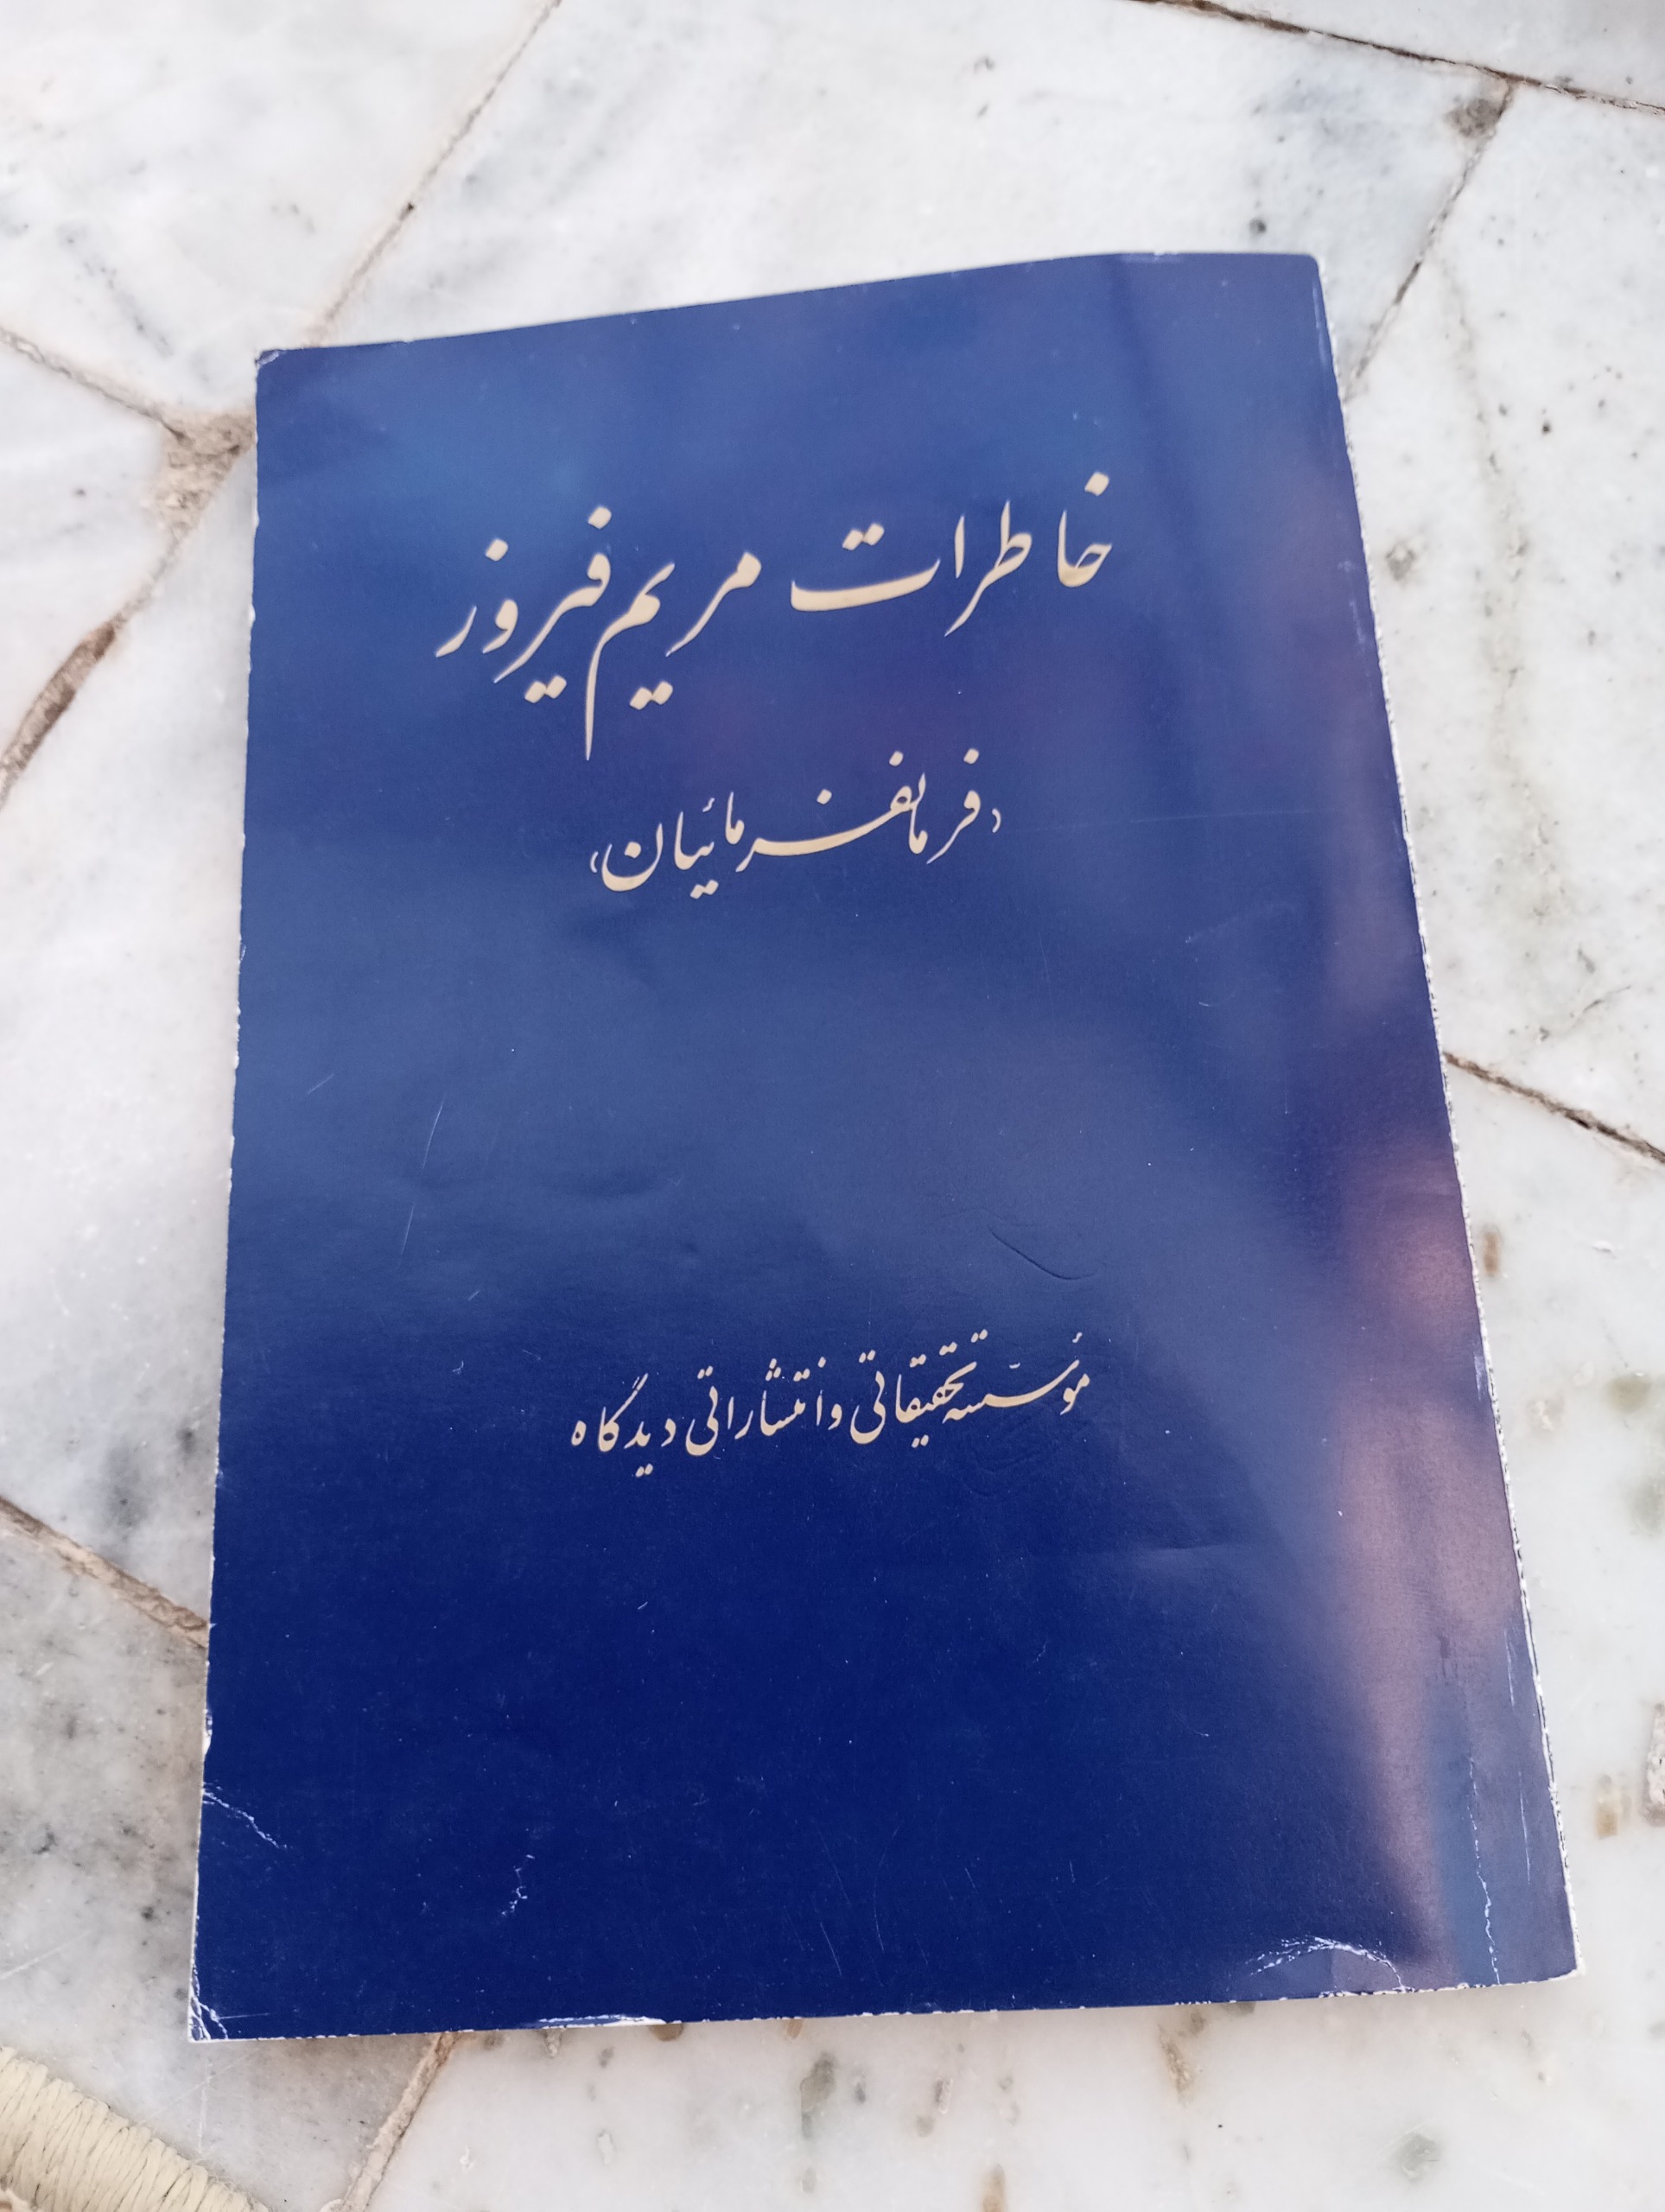 خاطرات مریم فیروز
«فرمانفرمائیان»
مؤسسه تحقیقاتی و انتشاراتی دیدگاه